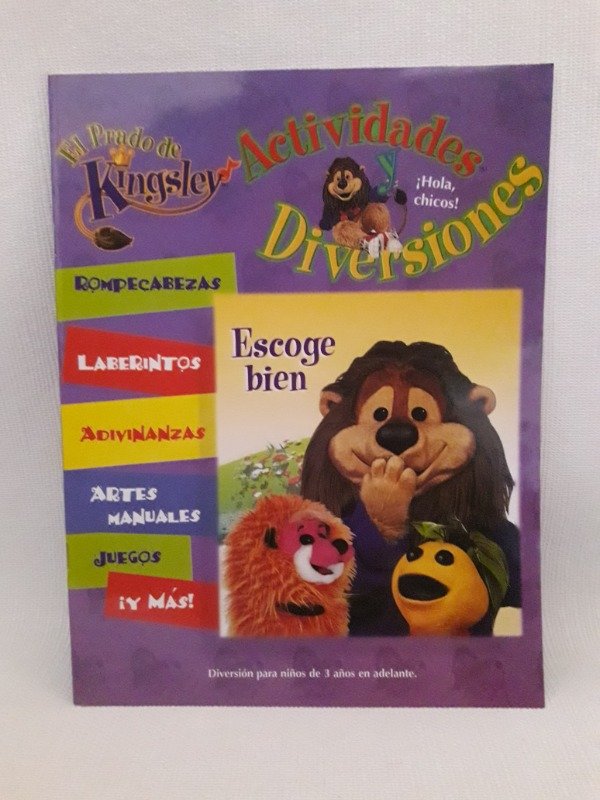 El Prado de
Kingsley
Actividades
y
Diversiones
¡Hola,
chicos!
ROMPECABEZAS
LABERINTOS
ADIVINANZAS
ARTES
MANUALES
JUEGOS
¡Y MÁS!
Escoge
bien
Diversión para niños de 3 años en adelante.